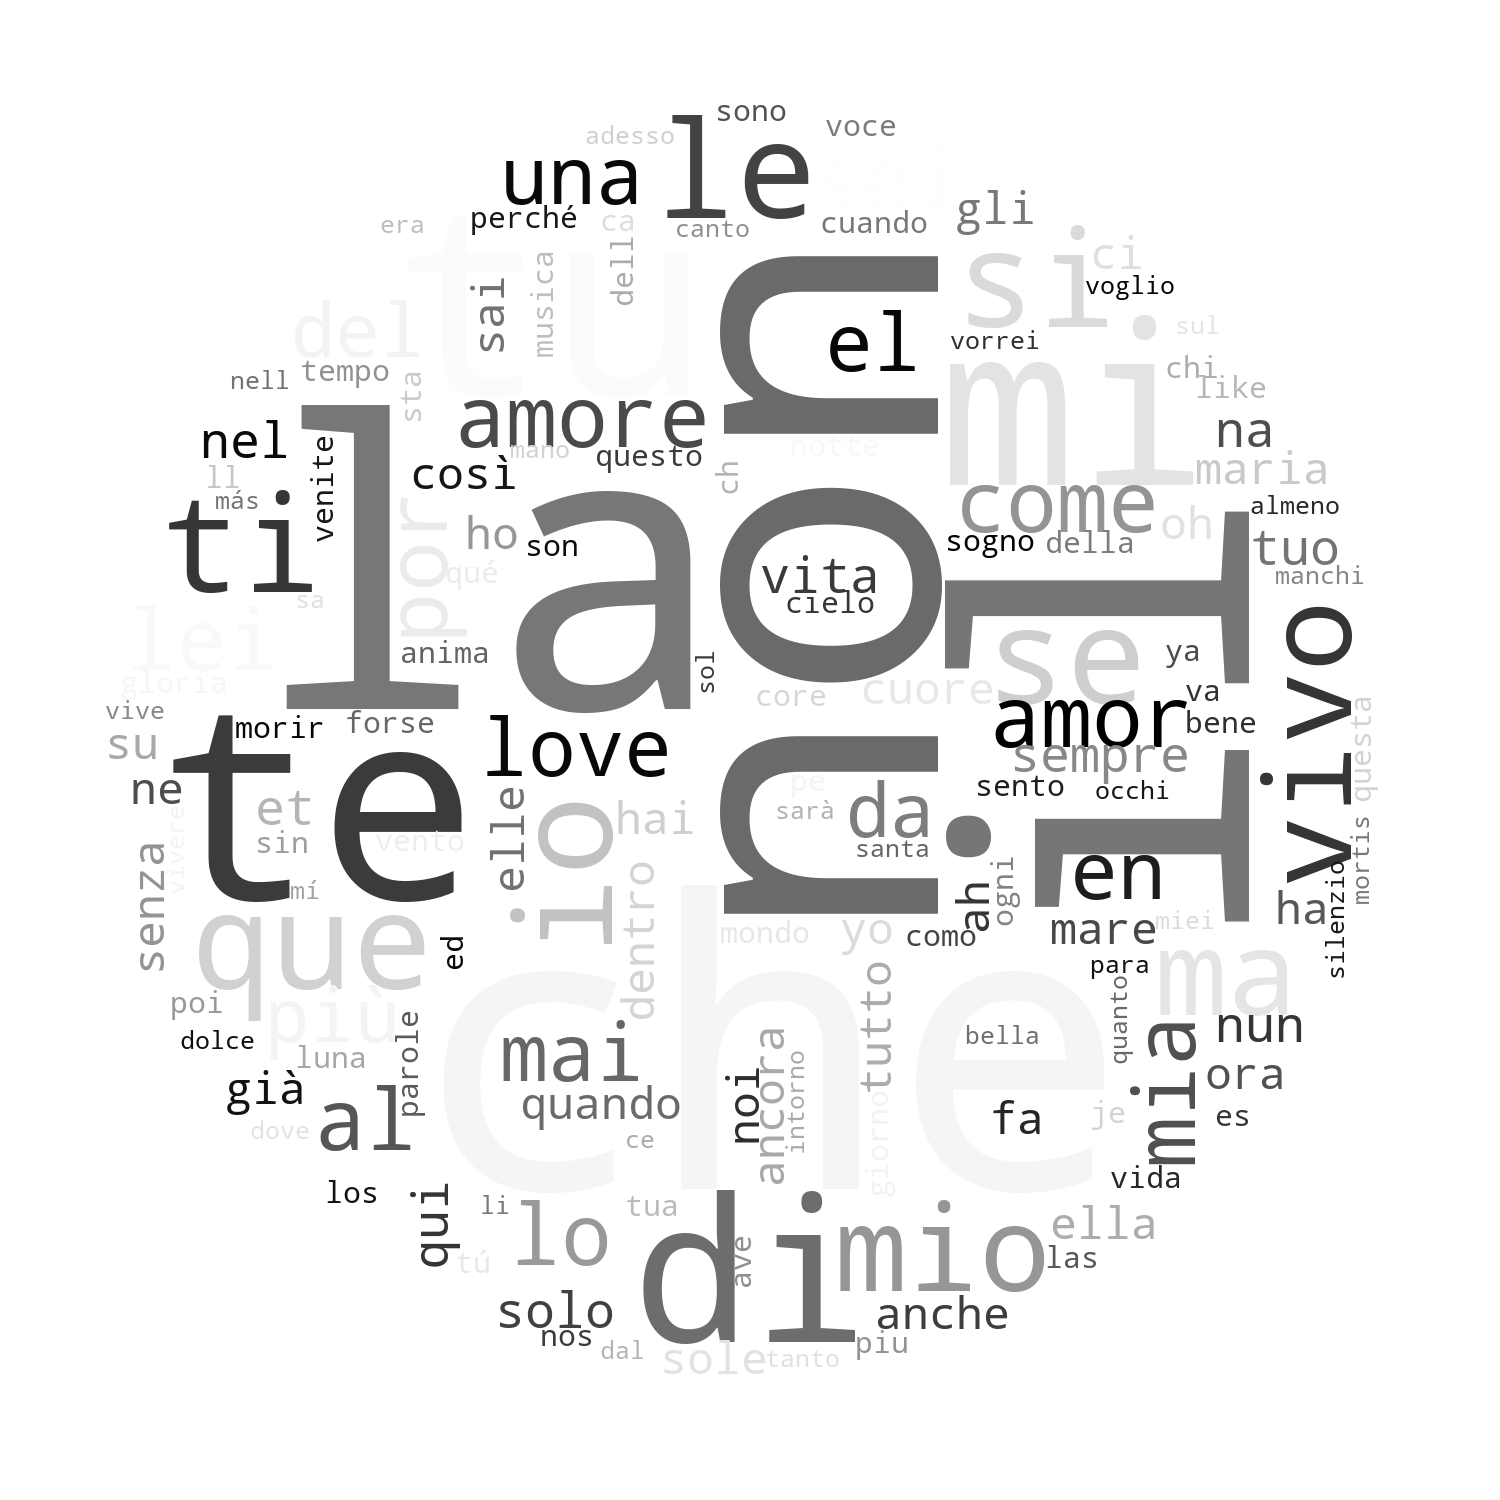 sono
adesso
voce
una
le
sei
era
perché
ca
canto
cuando
gli
tu
non
si
ci
sai
musica
dell
voglio
del
el
mi
sul
vorrei
nell
tempo
sta
chi
like
la
amore
nel
così
mano
questo
ch
notte
na
ll
más
venite
maria
ti
por
ho
son
come
oh
almeno
sogno
della
tuo
qué
vita
cielo
manchi
il
sa
lei
anima
sol
se
ya
vivo
gloria
core
cuore
va
vive
morir
forse
amor
bene
su
te
love
in
sempre
questa
ne
et
elle
io
hai
pe
sarà
da
sento
occhi
sin
vento
santa
vivere
senza
mí
dentro
ah
ogni
en
mortis
que
ed
mondo
yo
como
mare
miei
ha
silenzio
para
ma
poi
più
che
tutto
quanto
dolce
luna
parole
mai
ancora
intorno
bella
mia
nun
già
quando
noi
giorno
ora
al
dove
ce
fa
je
es
los
qui
li
tua
vida
tú
lo
di
ave
mio
ella
las
solo
nos
anche
dal
sole
tanto
piu